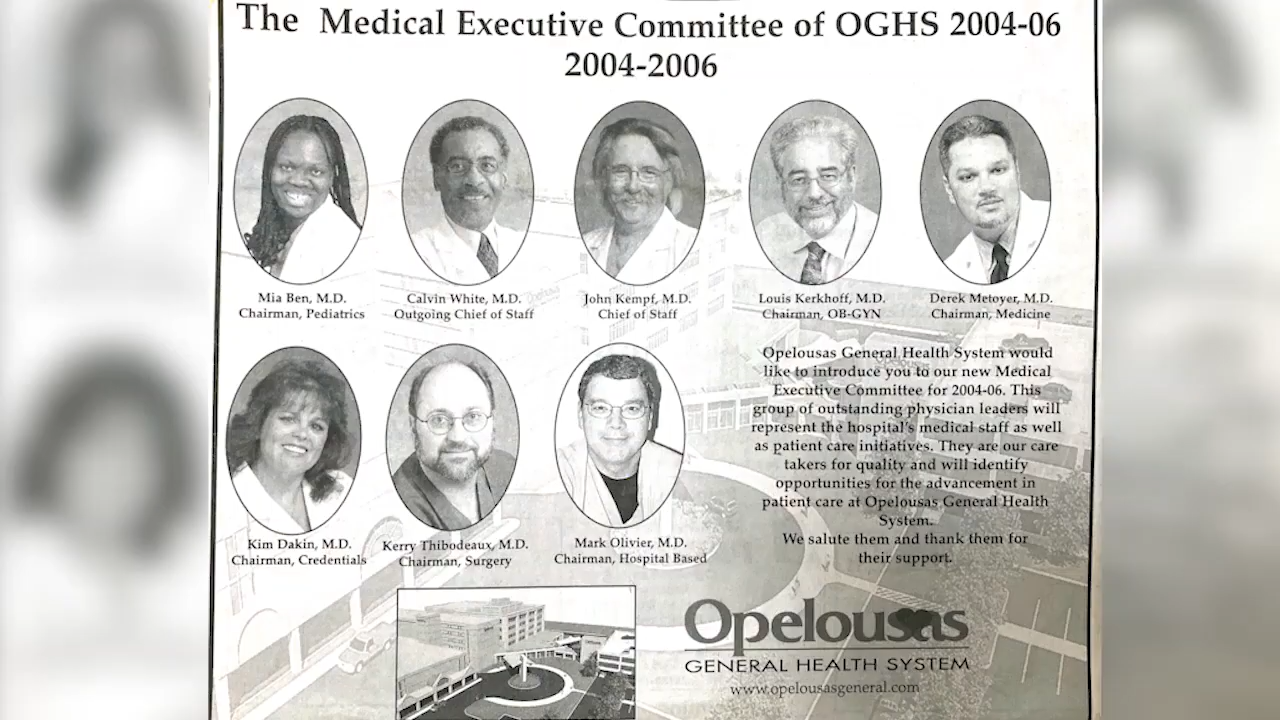 The Medical Executive Committee of OGHS 2004-06
2004-2006
Mia Ben, M.D.
Chairman, Pediatrics
Calvin White, M.D.
Outgoing Chief of Staff
John Kempf, M.D.
Chief of Staff
Louis Kerkhoff, M.D.
Chairman, OB-GYN
Derek Metoyer, M.D.
Chairman, Medicine
Kim Dakin, M.D.
Chairman, Credentials
Kerry Thibodeaux, M.D.
Chairman, Surgery
Mark Olivier, M.D.
Chairman, Hospital Based
Opelousas General Health System would
like to introduce you to our new Medical
Executive Committee for 2004-06. This
group of outstanding physician leaders will
represent the hospital's medical staff as well
as patient care initiatives. They are our care
takers for quality and will identify
opportunities for the advancement in
patient care at Opelousas General Health
System.
We salute them and thank them for
their support.
Opelousas
GENERAL HEALTH SYSTEM
www.opelousasgeneral.com